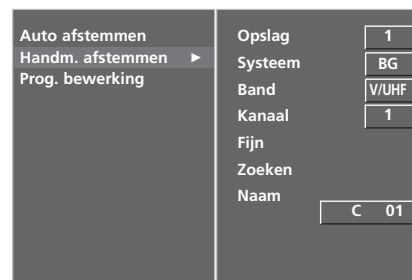 Auto afstemmen
Handm. afstemmen ►
Prog. bewerking
Opslag 1
Systeem BG
Band V/UHF
Kanaal 1
Fijn
Zoeken
Naam
C 01